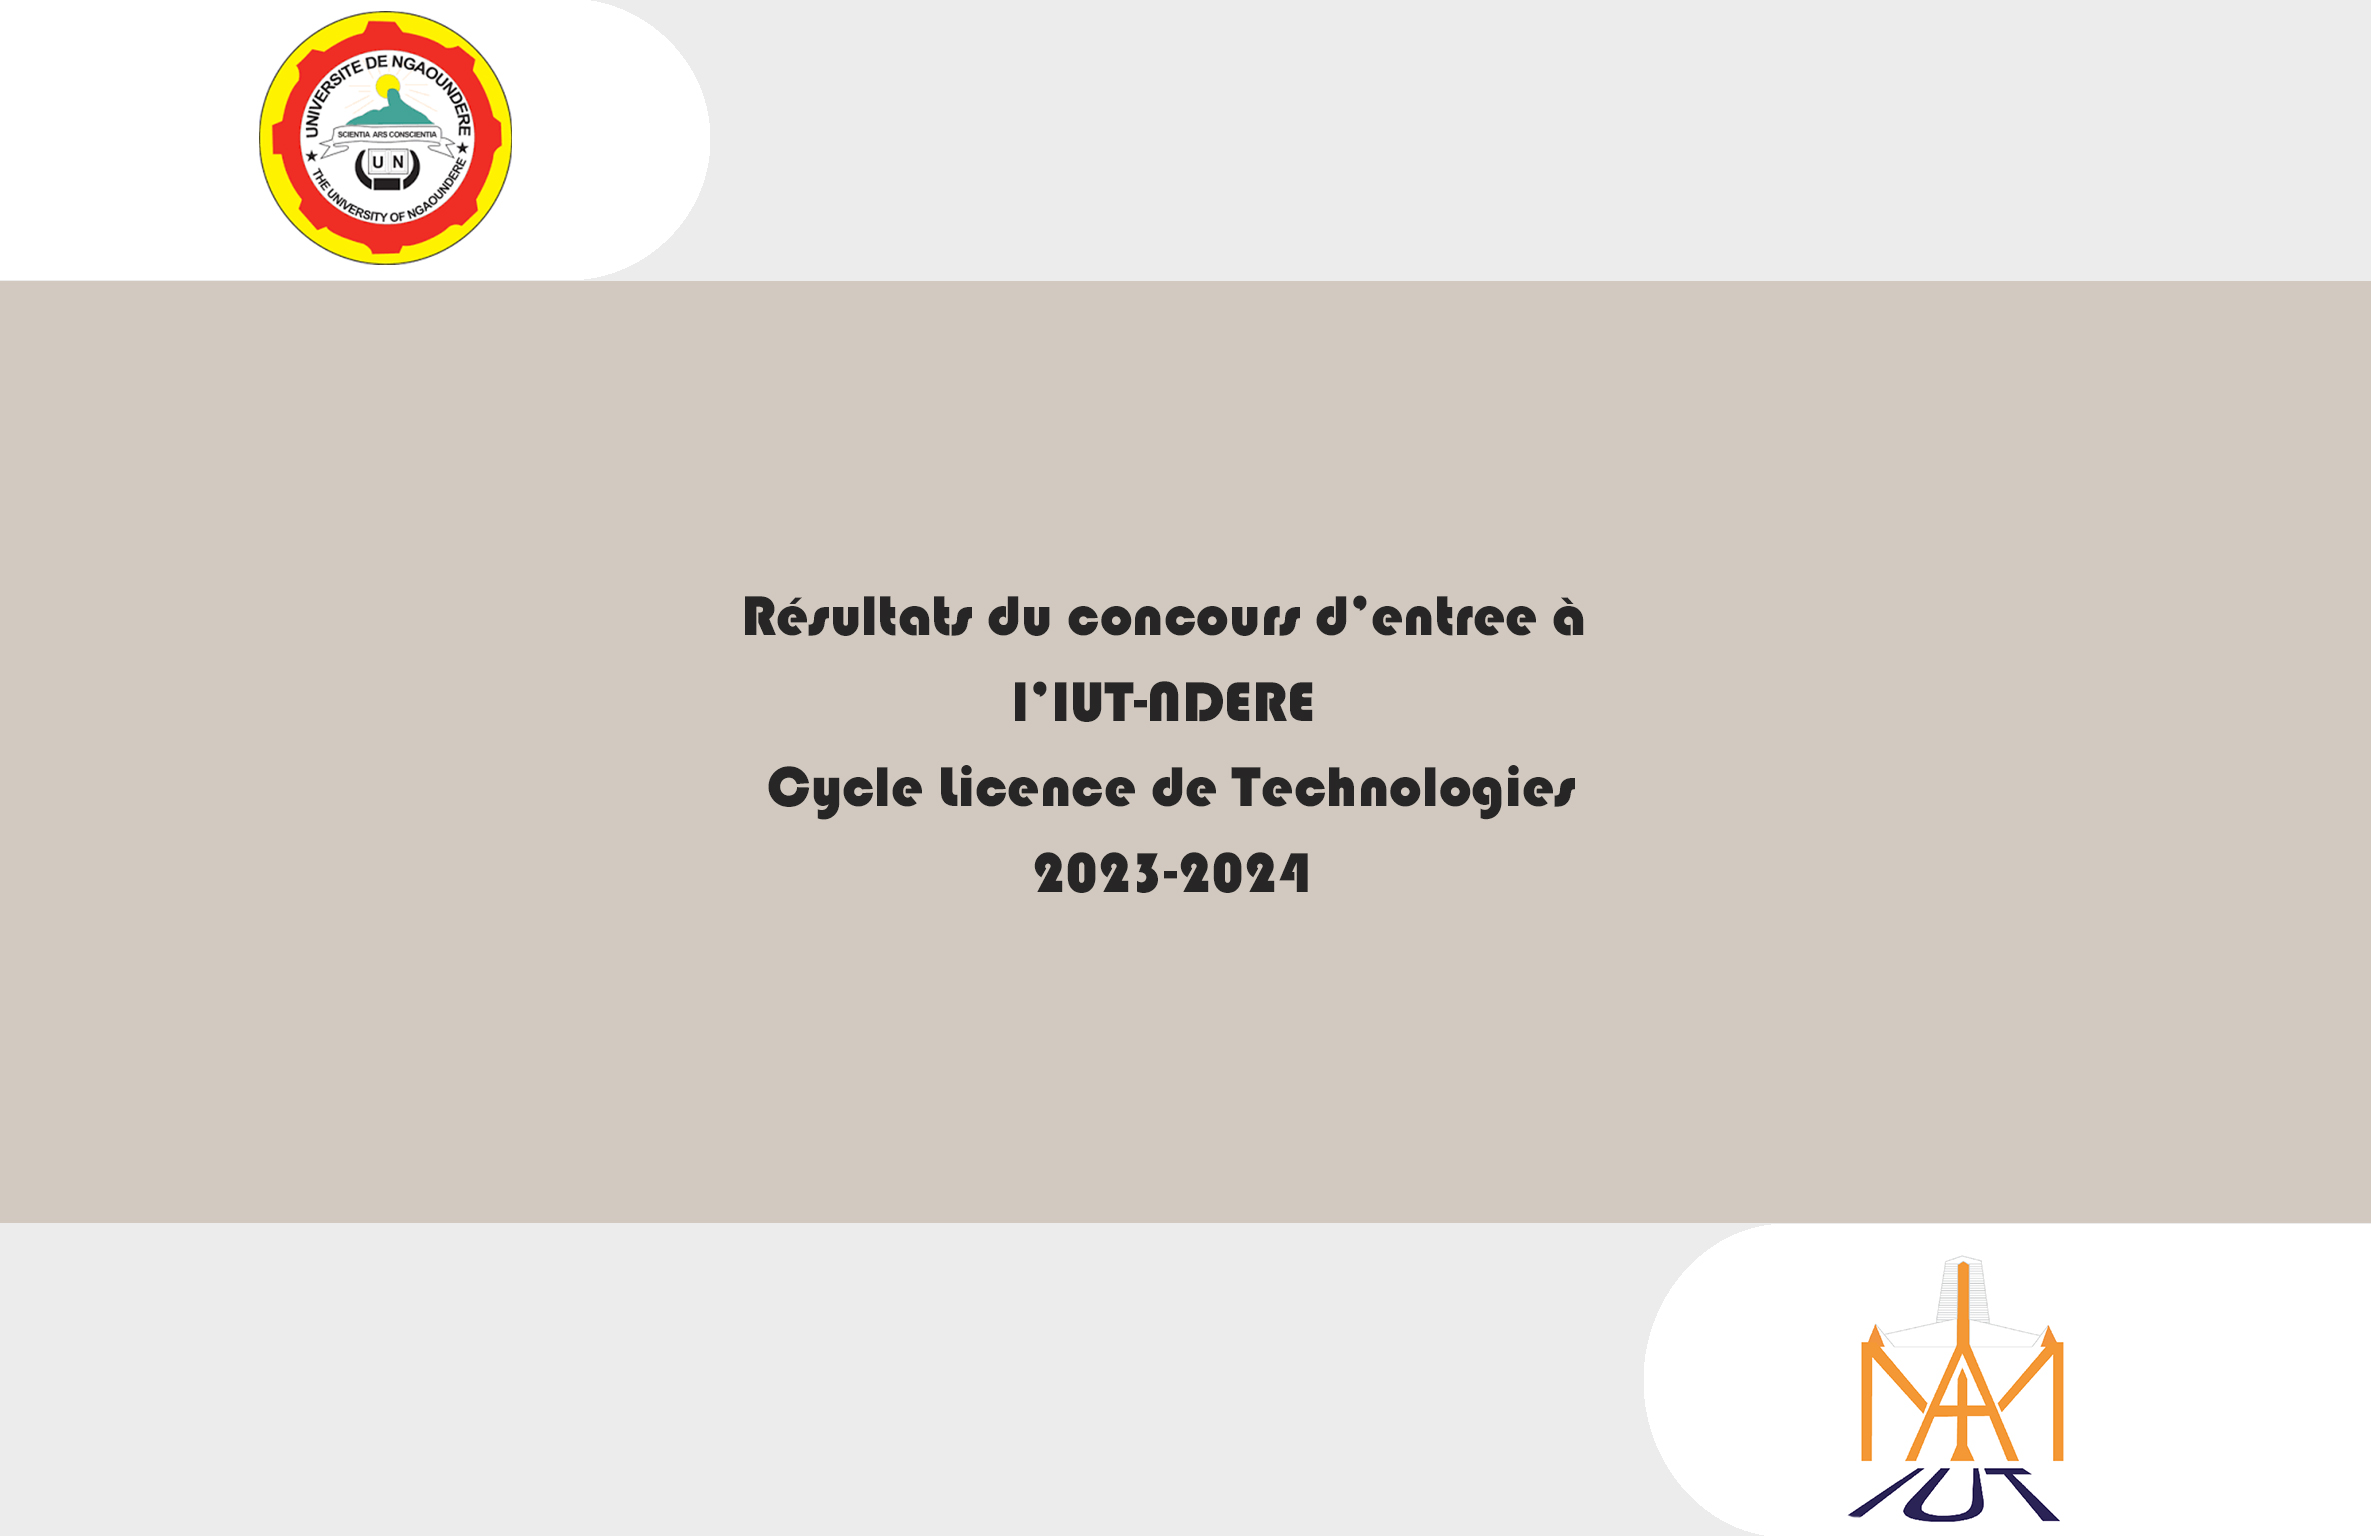 UNIVERSITE DE NGAOUNDERE
SCIENTIA ARS CONSCIENTIA
U N
★ THE UNIVERSITY OF NGAOUNDERE ★
Résultats du concours d'entree à
l'IUT-NDERE
Cycle Licence de Technologies
2023-2024
IUT